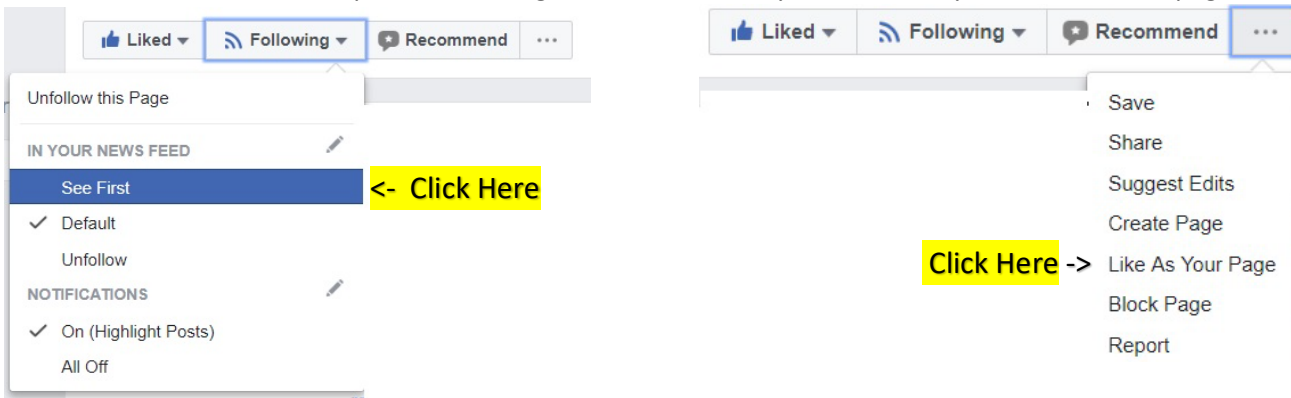 Liked Following Recommend ...
Unfollow this Page
IN YOUR NEWS FEED
See First <- Click Here
Default
Unfollow
NOTIFICATIONS
On (Highlight Posts)
All Off
Liked Following Recommend ...
Save
Share
Suggest Edits
Create Page
Click Here -> Like As Your Page
Block Page
Report